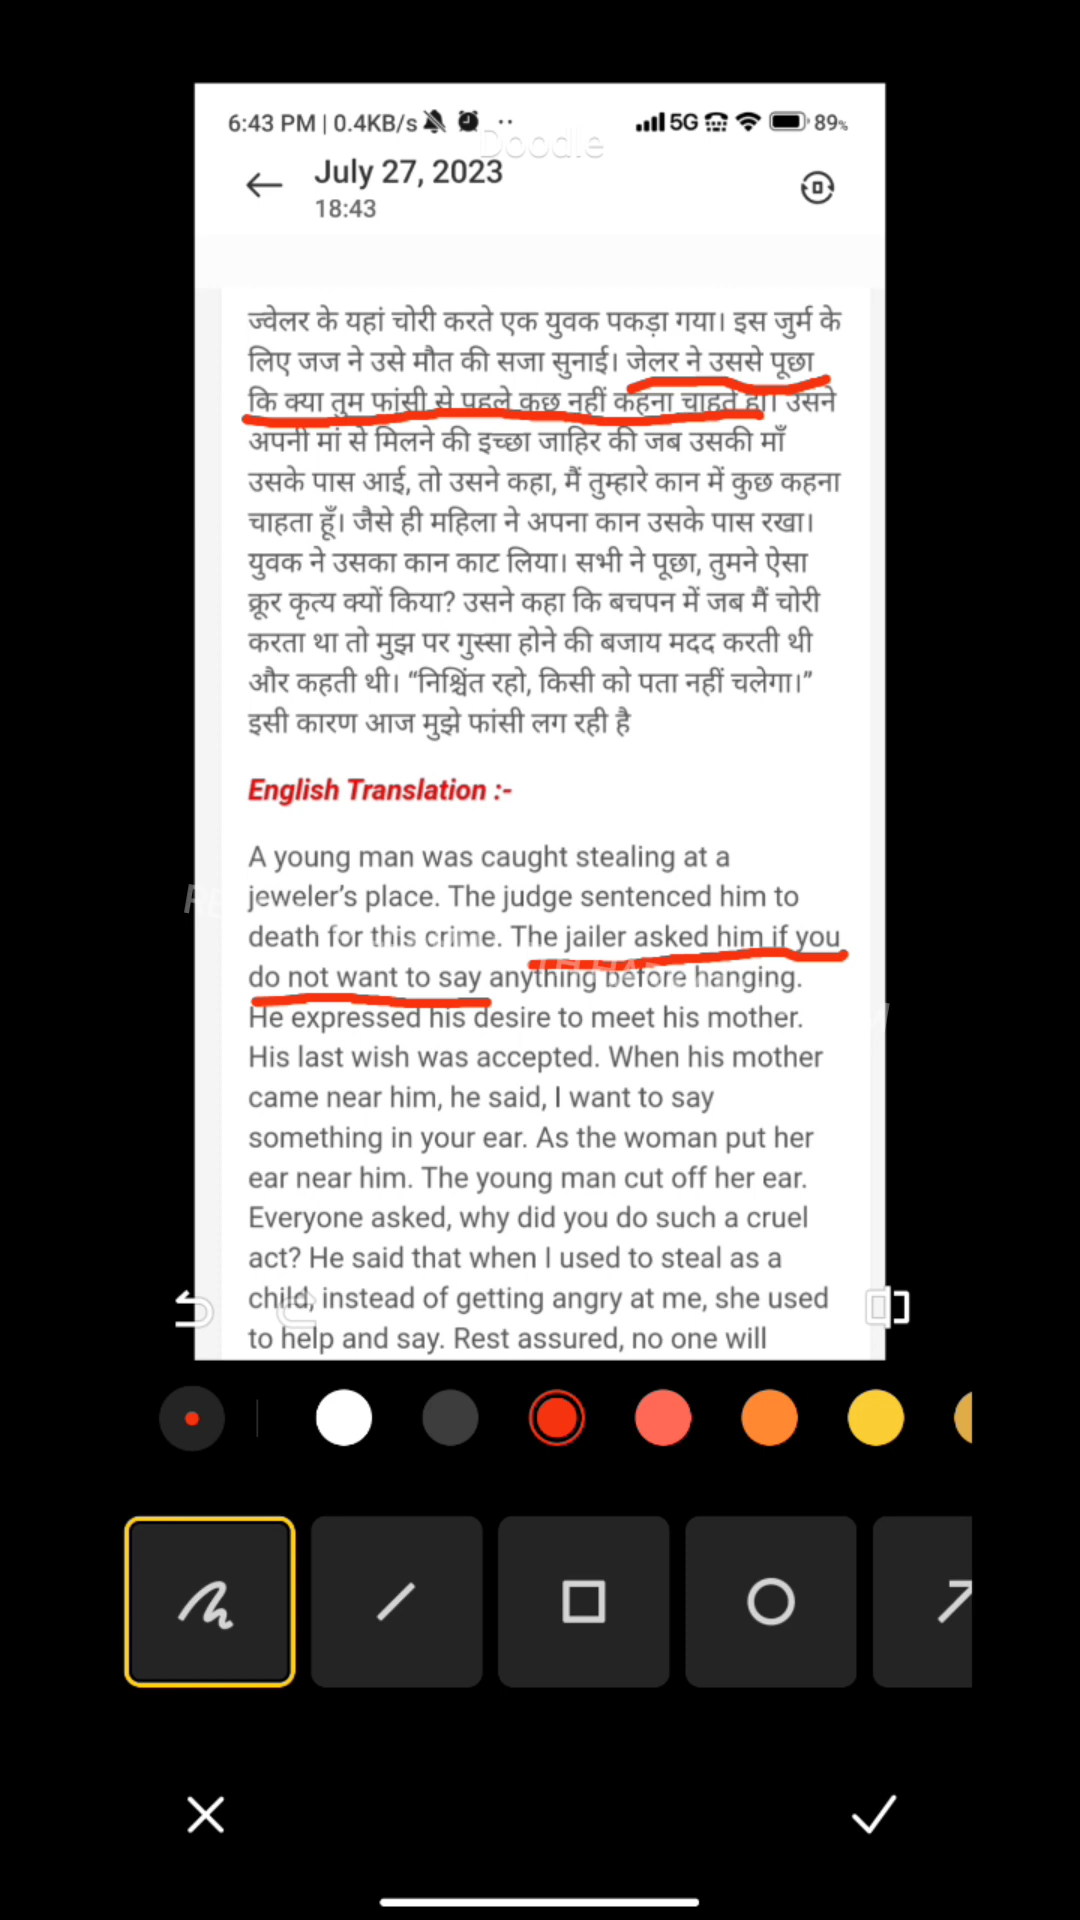 6:43 PM | 0.4KB/s
5G
89%
Doodle
July 27, 2023
18:43
ज्वेलर के यहां चोरी करते एक युवक पकड़ा गया। इस जुर्म के
लिए जज ने उसे मौत की सजा सुनाई। जेलर ने उससे पूछा
कि क्या तुम फांसी से पहले कुछ नहीं कहना चाहते हो। उसने
अपनी मां से मिलने की इच्छा जाहिर की जब उसकी माँ
उसके पास आई, तो उसने कहा, मैं तुम्हारे कान में कुछ कहना
चाहता हूँ। जैसे ही महिला ने अपना कान उसके पास रखा।
युवक ने उसका कान काट लिया। सभी ने पूछा, तुमने ऐसा
क्रूर कृत्य क्यों किया? उसने कहा कि बचपन में जब मैं चोरी
करता था तो मुझ पर गुस्सा होने की बजाय मदद करती थी
और कहती थी। “निश्चिंत रहो, किसी को पता नहीं चलेगा।”
इसी कारण आज मुझे फांसी लग रही है
English Translation :-
A young man was caught stealing at a
jeweler’s place. The judge sentenced him to
death for this crime. The jailer asked him if you
do not want to say anything before hanging.
He expressed his desire to meet his mother.
His last wish was accepted. When his mother
came near him, he said, I want to say
something in your ear. As the woman put her
ear near him. The young man cut off her ear.
Everyone asked, why did you do such a cruel
act? He said that when I used to steal as a
child, instead of getting angry at me, she used
to help and say. Rest assured, no one will